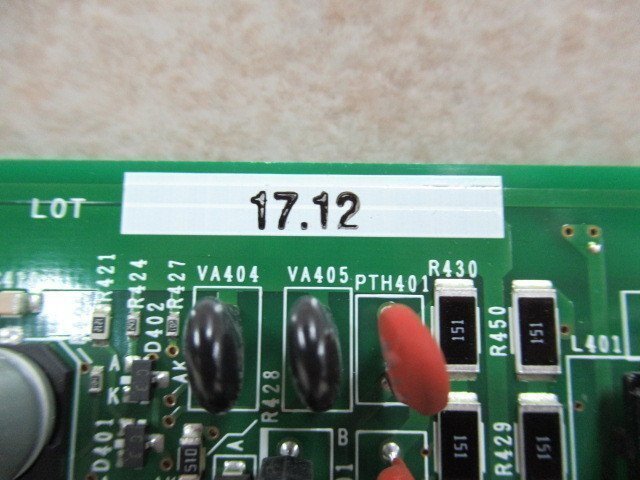 LOT
17.12
R421
R424
R427
D402
VA404
VA405
PTH401
R430
151
R450
151
L401
A
K
AK
R428
D401
510
A
B
151
R429
151